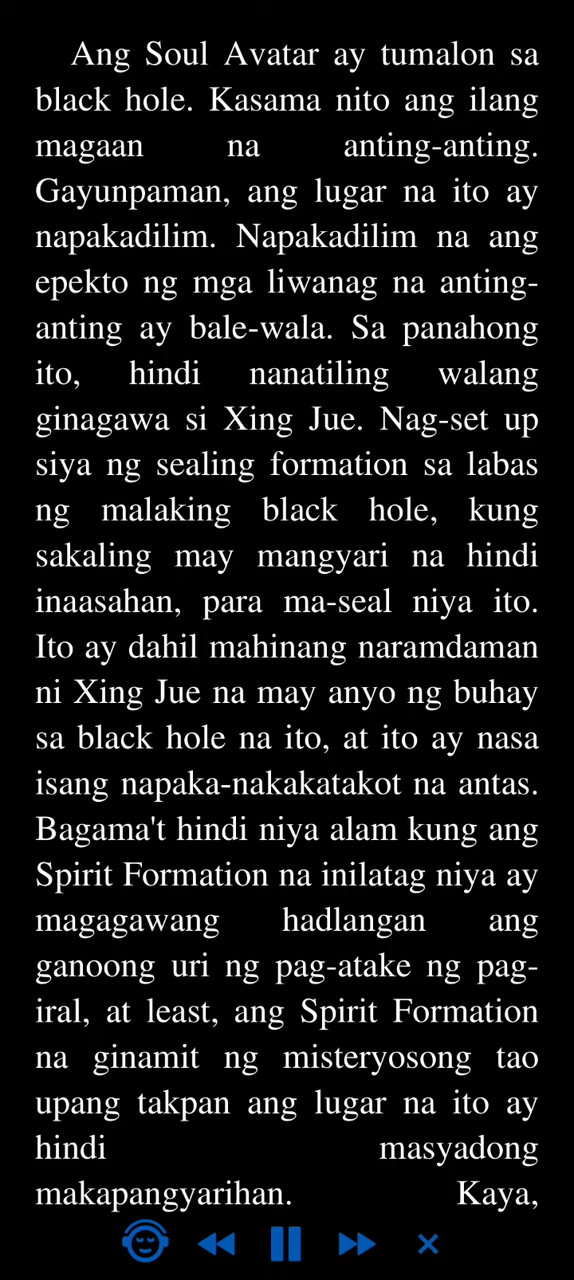 Ang Soul Avatar ay tumalon sa
black hole. Kasama nito ang ilang
magaan na anting-anting.
Gayunpaman, ang lugar na ito ay
napakadilim. Napakadilim na ang
epekto ng mga liwanag na anting-
anting ay bale-wala. Sa panahong
ito, hindi nanatiling walang
ginagawa si Xing Jue. Nag-set up
siya ng sealing formation sa labas
ng malaking black hole, kung
sakaling may mangyari na hindi
inaasahan, para ma-seal niya ito.
Ito ay dahil mahinang naramdaman
ni Xing Jue na may anyo ng buhay
sa black hole na ito, at ito ay nasa
isang napaka-nakakatakot na antas.
Bagama't hindi niya alam kung ang
Spirit Formation na inilatag niya ay
magagawang hadlangan ang
ganoong uri ng pag-atake ng pag-
iral, at least, ang Spirit Formation
na ginamit ng misteryosong tao
upang takpan ang lugar na ito ay
hindi masyadong
makapangyarihan. Kaya,